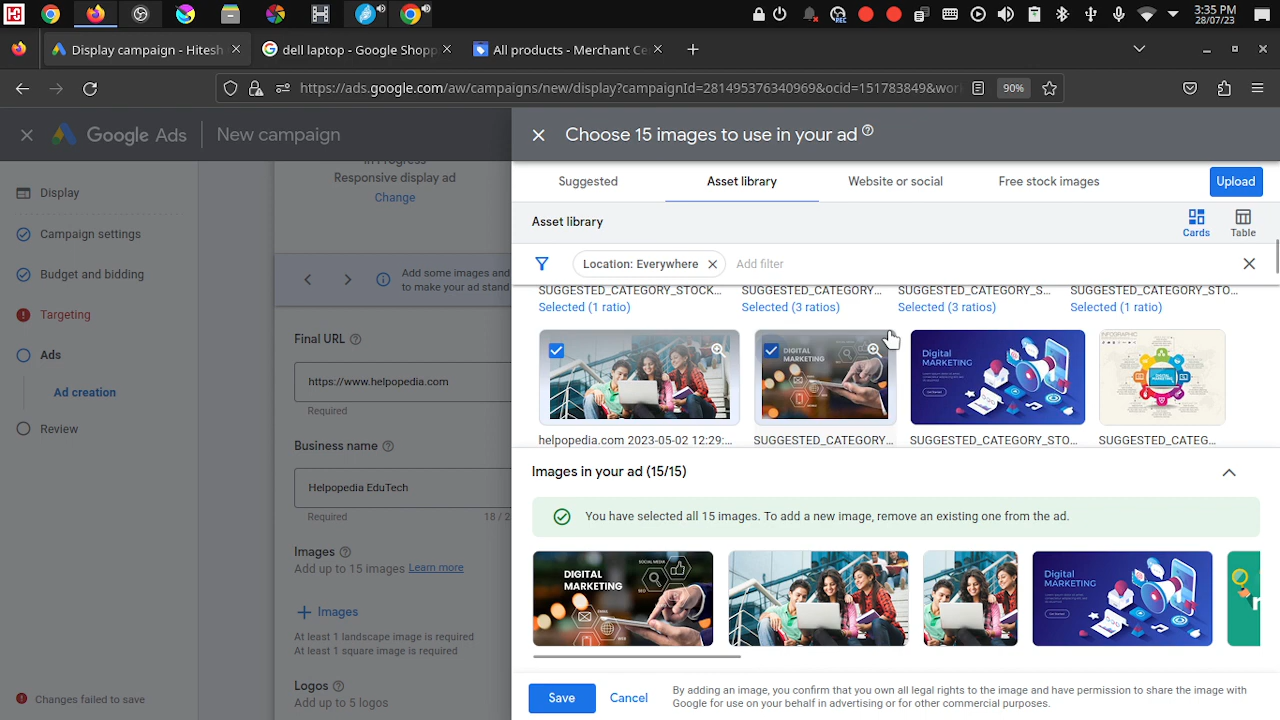 3:35 PM
28/07/23
REC
Display campaign - Hitesh
dell laptop - Google Shopp
All products - Merchant Ce
https://ads.google.com/aw/campaigns/new/display?campaignId=281495376340969&ocid=151783849&wor
90%
Google Ads
New campaign
Display
Campaign settings
Budget and bidding
Targeting
Ads
Ad creation
Review
Changes failed to save
In Progress
Responsive display ad
Change
Add some images and
to make your ad stand
Final URL
https://www.helpopedia.com
Required
Business name
Helpopedia EduTech
Required
18 / 2
Images
Add up to 15 images Learn more
Images
At least 1 landscape image is required
At least 1 square image is required
Logos
Add up to 5 logos
Choose 15 images to use in your ad
Suggested
Asset library
Website or social
Free stock images
Upload
Asset library
Cards
Table
Location: Everywhere
Add filter
SUGGESTED_CATEGORY_STOCK...
SUGGESTED_CATEGORY...
SUGGESTED_CATEGORY_S...
SUGGESTED_CATEGORY_STO...
Selected (1 ratio)
Selected (3 ratios)
Selected (3 ratios)
Selected (1 ratio)
DIGITAL
MARKETING
Digital
MARKETING
INFOGRAPHIC
helpopedia.com 2023-05-02 12:29:...
SUGGESTED_CATEGORY...
SUGGESTED_CATEGORY_STO...
SUGGESTED_CATEG...
Images in your ad (15/15)
You have selected all 15 images. To add a new image, remove an existing one from the ad.
DIGITAL
MARKETING
SOCIAL MEDIA
SEO
EMAIL
WEB
Digital
MARKETING
Save
Cancel
By adding an image, you confirm that you own all legal rights to the image and have permission to share the image with
Google for use on your behalf in advertising or for other commercial purposes.